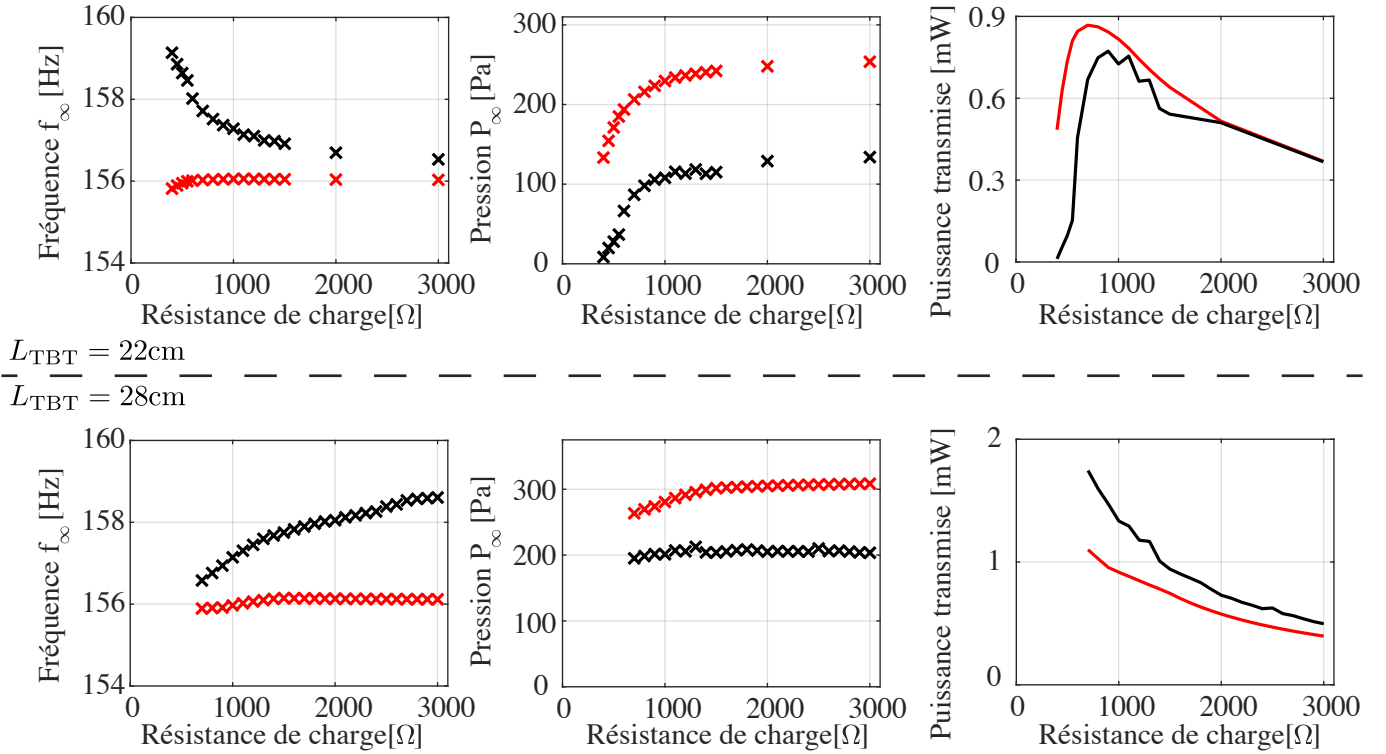 Fréquence f∞ [Hz]
160
158
156
154
0 1000 2000 3000
Résistance de charge[Ω]
Pression P∞ [Pa]
300
200
100
0
0 1000 2000 3000
Résistance de charge[Ω]
Puissance transmise [mW]
0.9
0.6
0.3
0
0 1000 2000 3000
Résistance de charge[Ω]
L_TBT = 22cm
L_TBT = 28cm
Fréquence f∞ [Hz]
160
158
156
154
0 1000 2000 3000
Résistance de charge[Ω]
Pression P∞ [Pa]
300
200
100
0
0 1000 2000 3000
Résistance de charge[Ω]
Puissance transmise [mW]
2
1
0
0 1000 2000 3000
Résistance de charge[Ω]